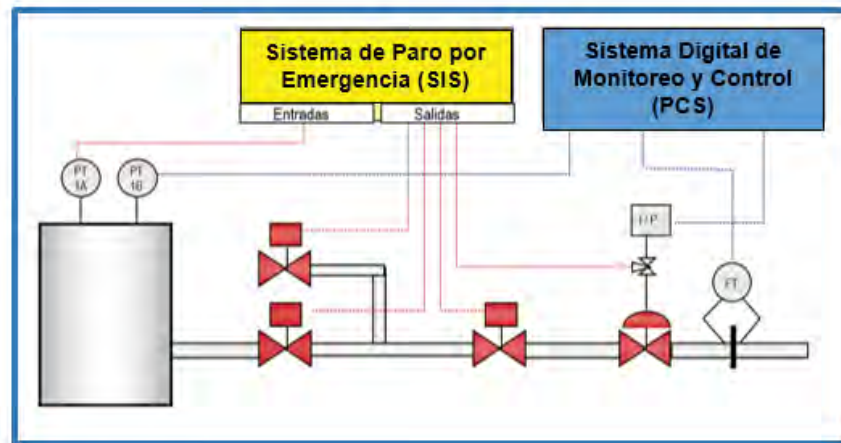 Sistema de Paro por
Emergencia (SIS)
Entradas
Salidas
Sistema Digital de
Monitoreo y Control
(PCS)
PT
1A
PT
1B
I / P
FT